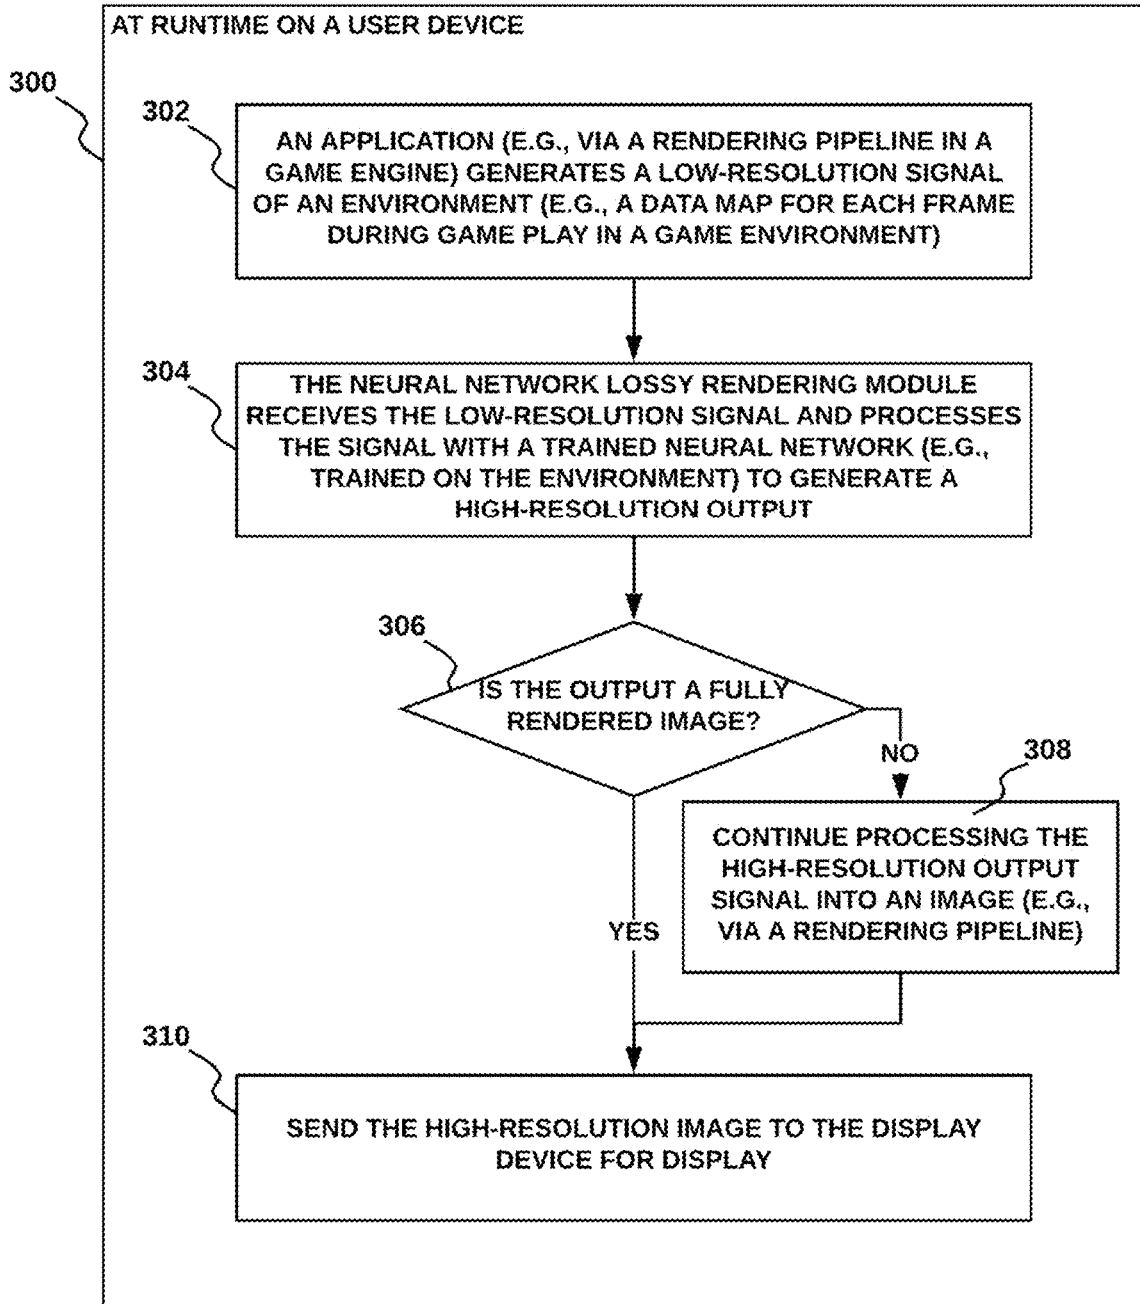 AT RUNTIME ON A USER DEVICE
300
302
AN APPLICATION (E.G., VIA A RENDERING PIPELINE IN A
GAME ENGINE) GENERATES A LOW-RESOLUTION SIGNAL
OF AN ENVIRONMENT (E.G., A DATA MAP FOR EACH FRAME
DURING GAME PLAY IN A GAME ENVIRONMENT)
304
THE NEURAL NETWORK LOSSY RENDERING MODULE
RECEIVES THE LOW-RESOLUTION SIGNAL AND PROCESSES
THE SIGNAL WITH A TRAINED NEURAL NETWORK (E.G.,
TRAINED ON THE ENVIRONMENT) TO GENERATE A
HIGH-RESOLUTION OUTPUT
306
IS THE OUTPUT A FULLY
RENDERED IMAGE?
NO
308
CONTINUE PROCESSING THE
HIGH-RESOLUTION OUTPUT
SIGNAL INTO AN IMAGE (E.G.,
VIA A RENDERING PIPELINE)
YES
310
SEND THE HIGH-RESOLUTION IMAGE TO THE DISPLAY
DEVICE FOR DISPLAY